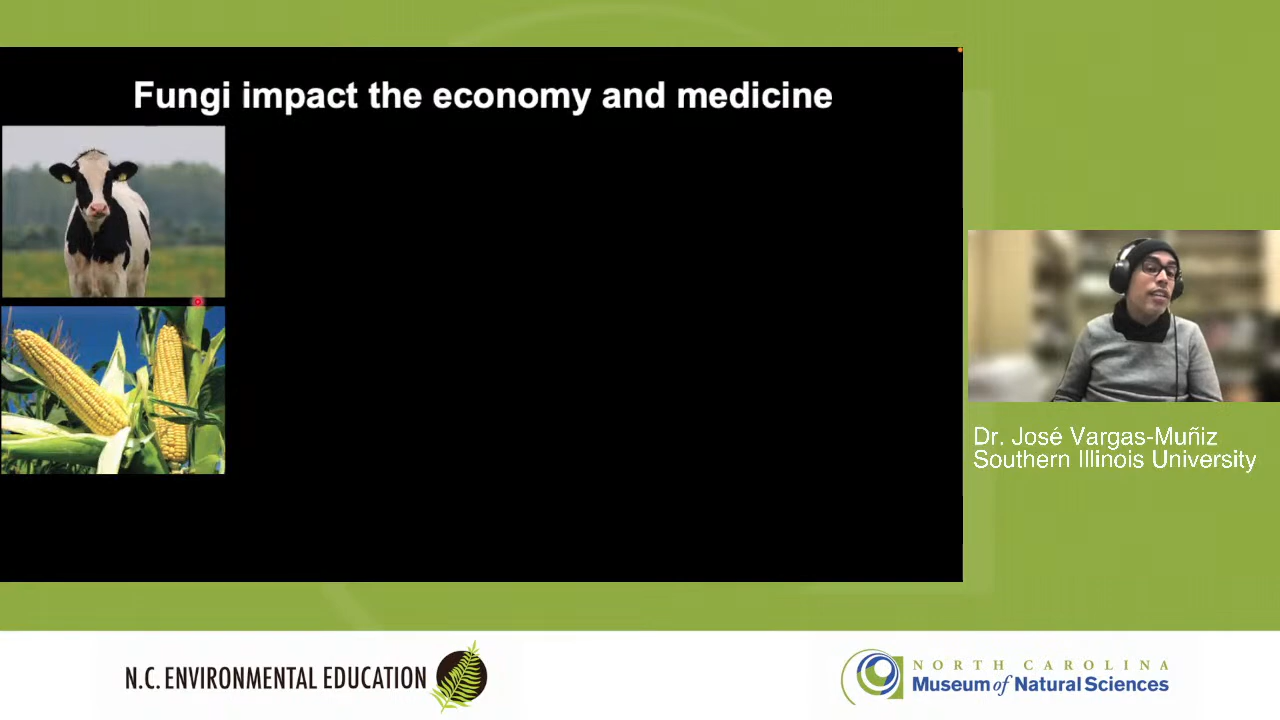 Fungi impact the economy and medicine
Dr. José Vargas-Muñiz
Southern Illinois University
N.C. ENVIRONMENTAL EDUCATION
NORTH CAROLINA
Museum of Natural Sciences